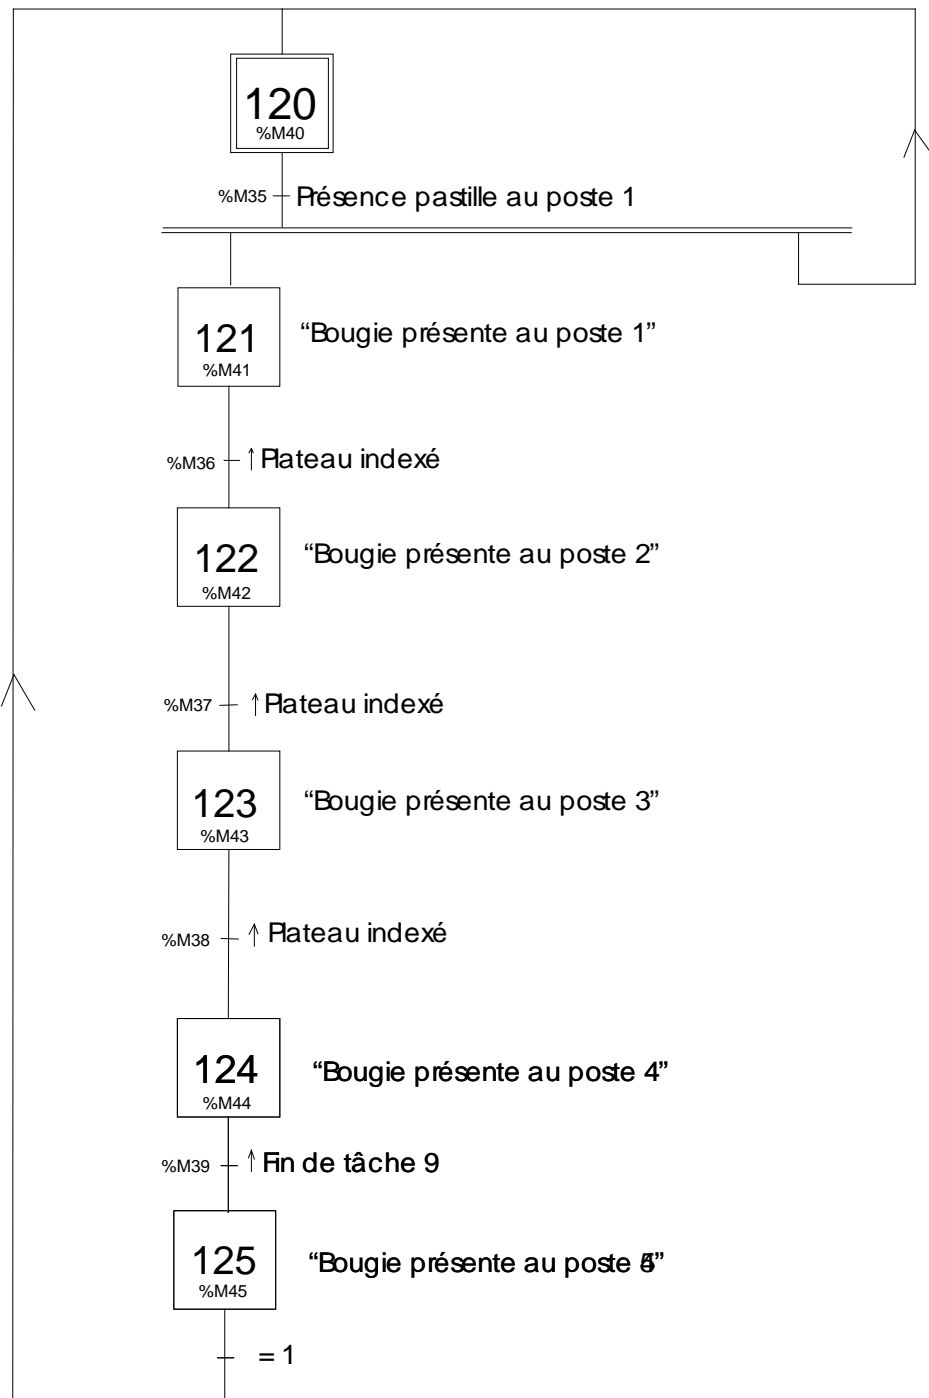 120
%M40
%M35 Présence pastille au poste 1
121
%M41
“Bougie présente au poste 1”
%M36 ↑ Plateau indexé
122
%M42
“Bougie présente au poste 2”
%M37 ↑ Plateau indexé
123
%M43
“Bougie présente au poste 3”
%M38 ↑ Plateau indexé
124
%M44
“Bougie présente au poste 4”
%M39 ↑ Fin de tâche 9
125
%M45
“Bougie présente au poste
= 1